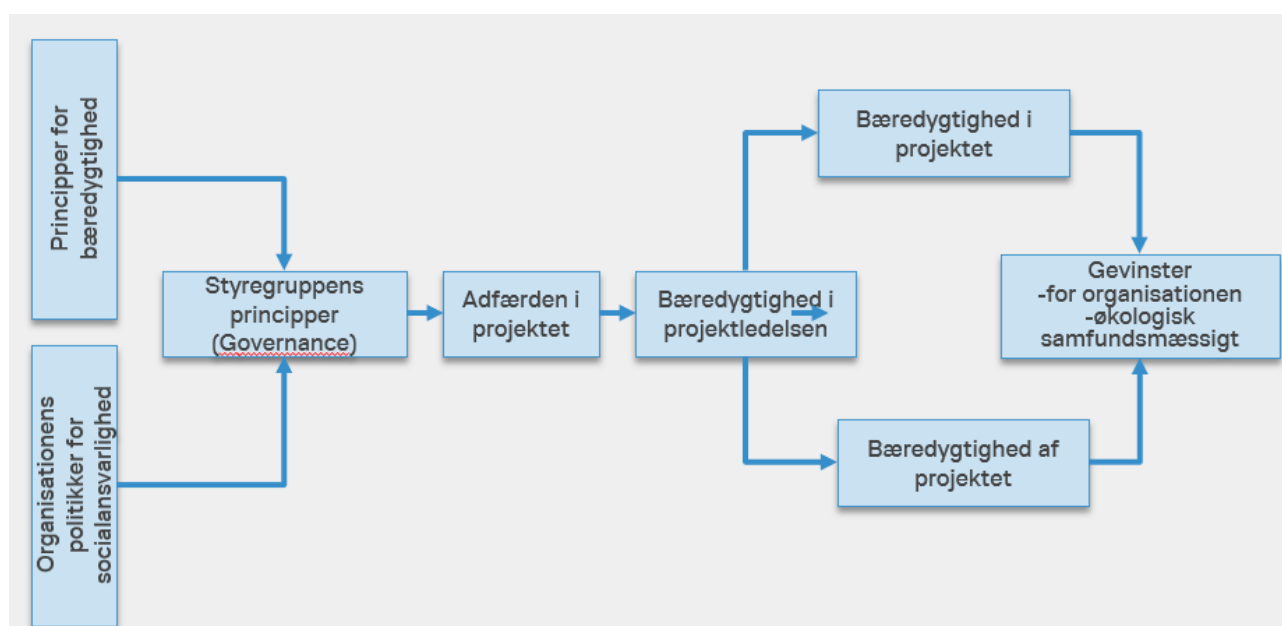 Principper for
bæredygtighed
Organisationens
politikker for
socialansvarlighed
Styregruppens
principper
(Governance)
Adfærden i
projektet
Bæredygtighed i
projektledelsen
Bæredygtighed i
projektet
Bæredygtighed af
projektet
Gevinster
-for organisationen
-økologisk
samfundsmæssigt